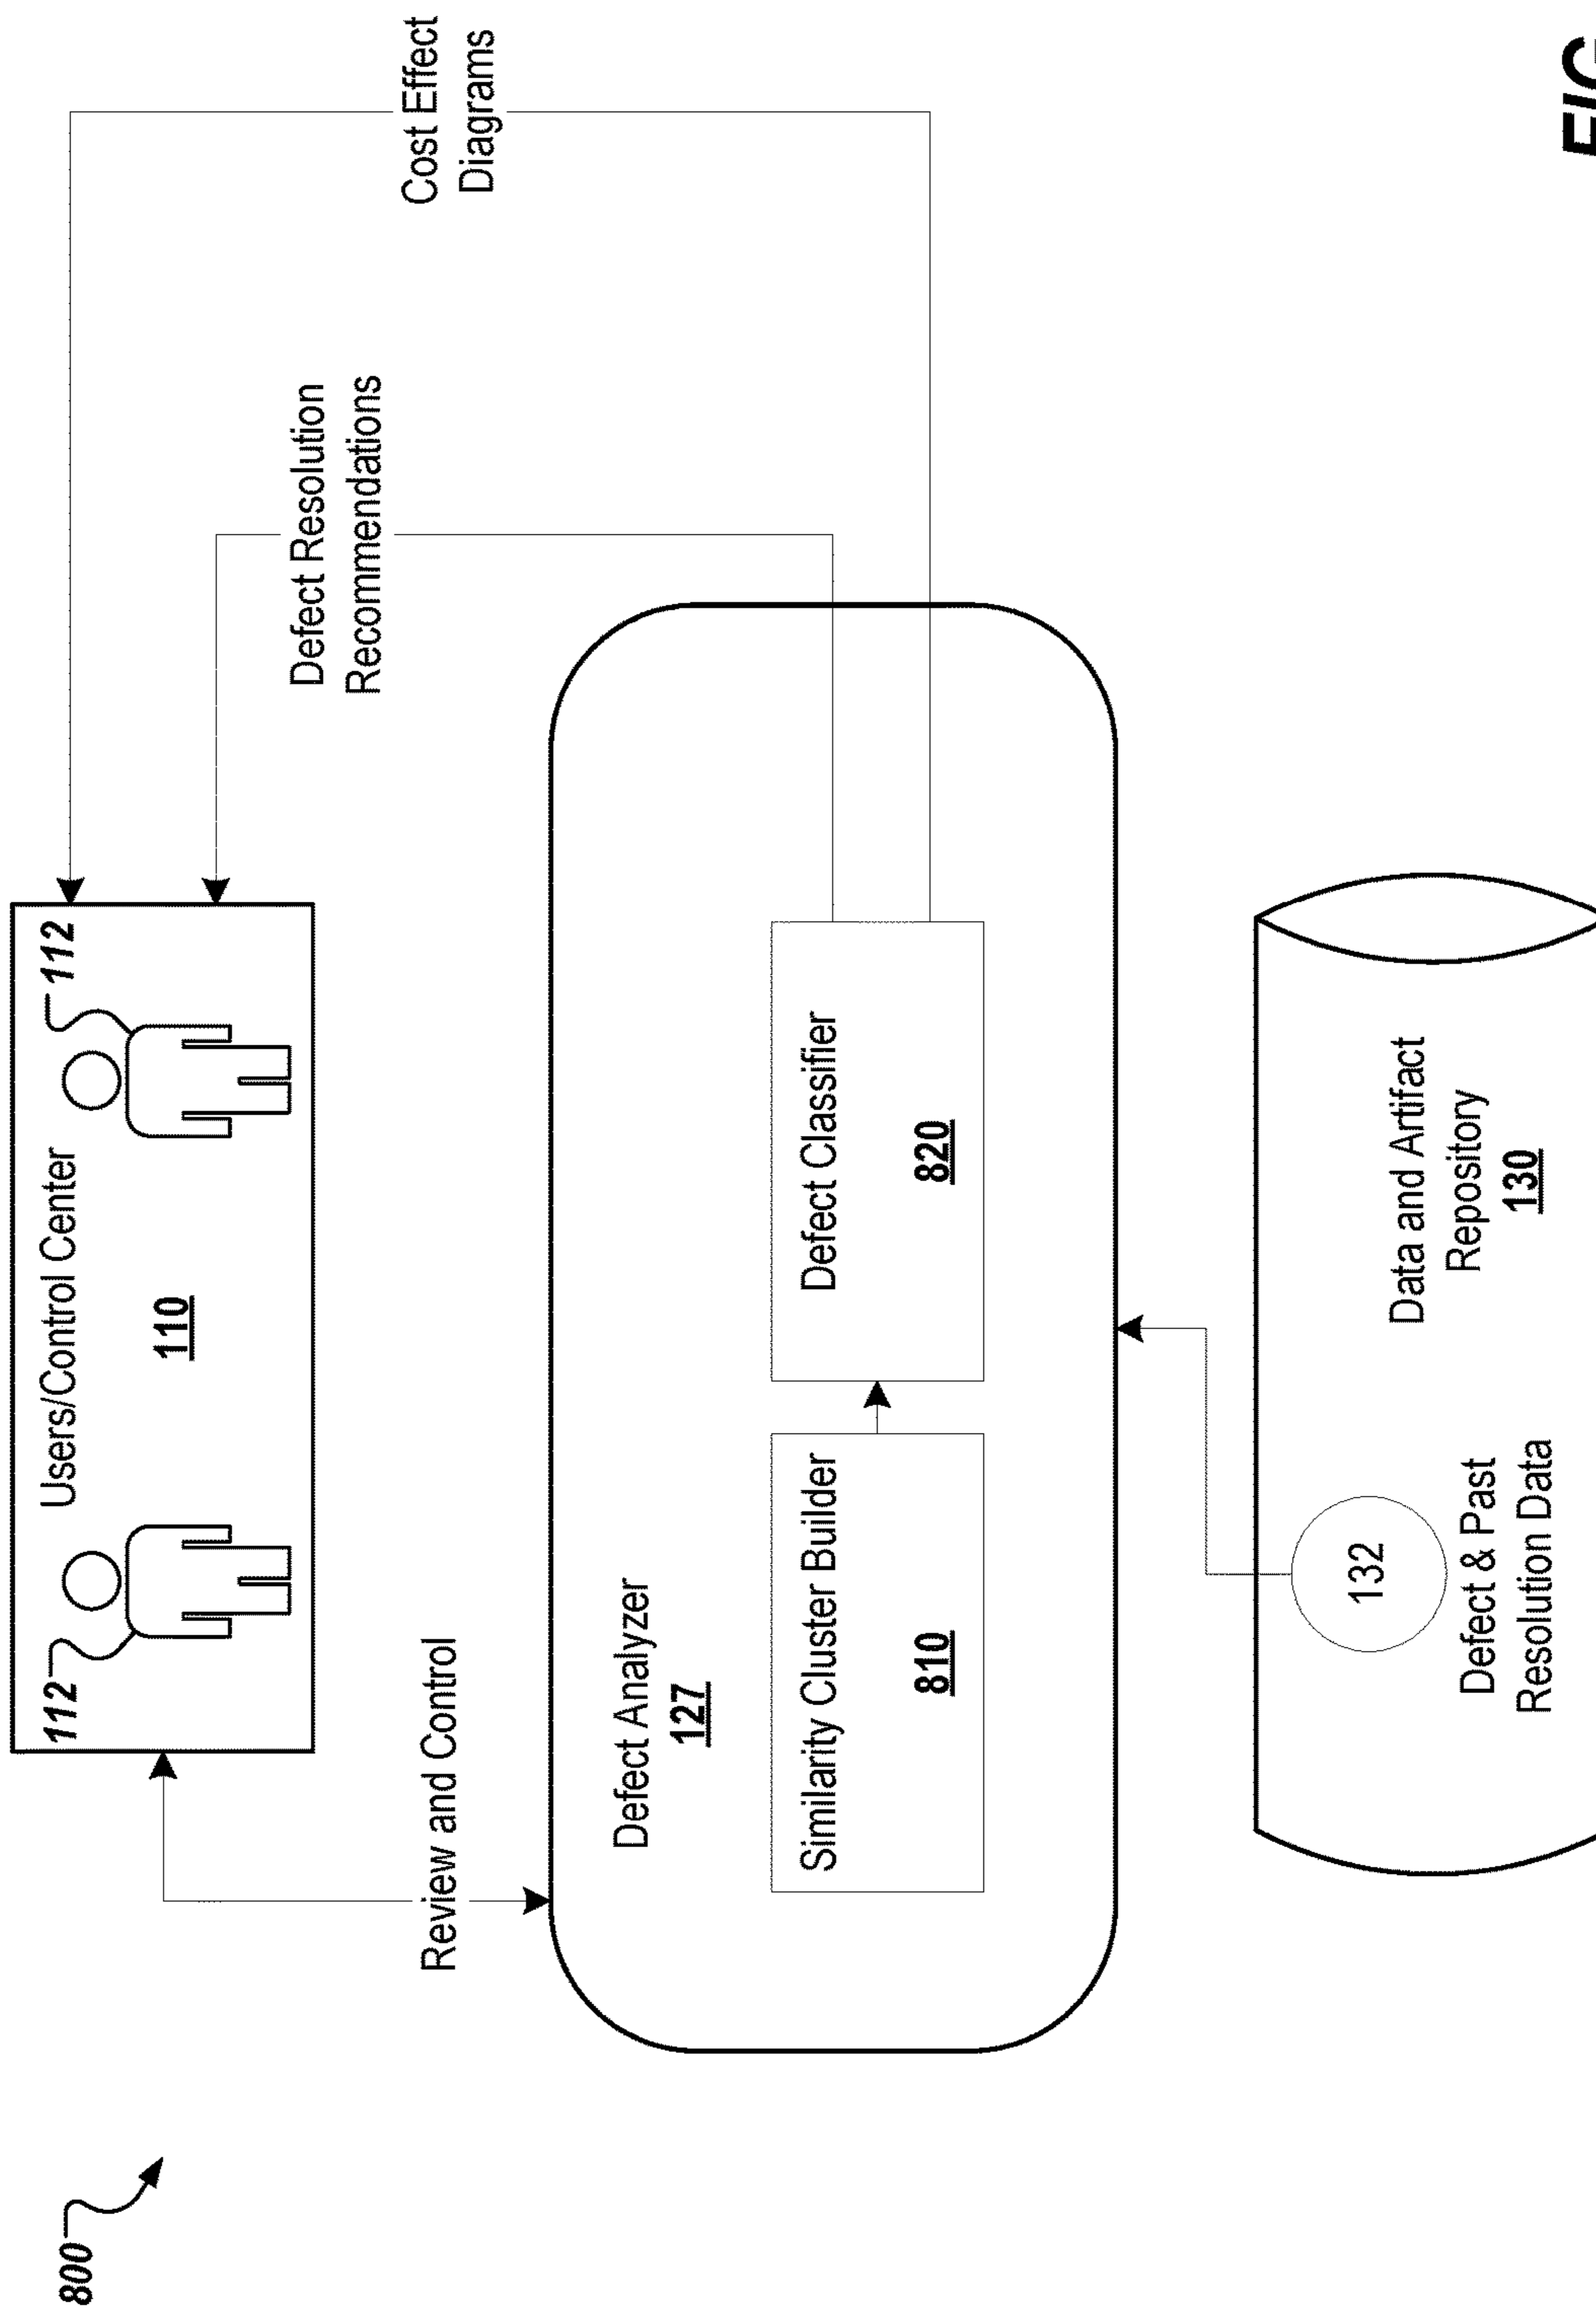 800
Users/Control Center
110
112
112
Review and Control
Defect Resolution
Recommendations
Cost Effect
Diagrams
Defect Analyzer
127
Similarity Cluster Builder
810
Defect Classifier
820
132
Defect & Past
Resolution Data
Data and Artifact
Repository
130
FIG